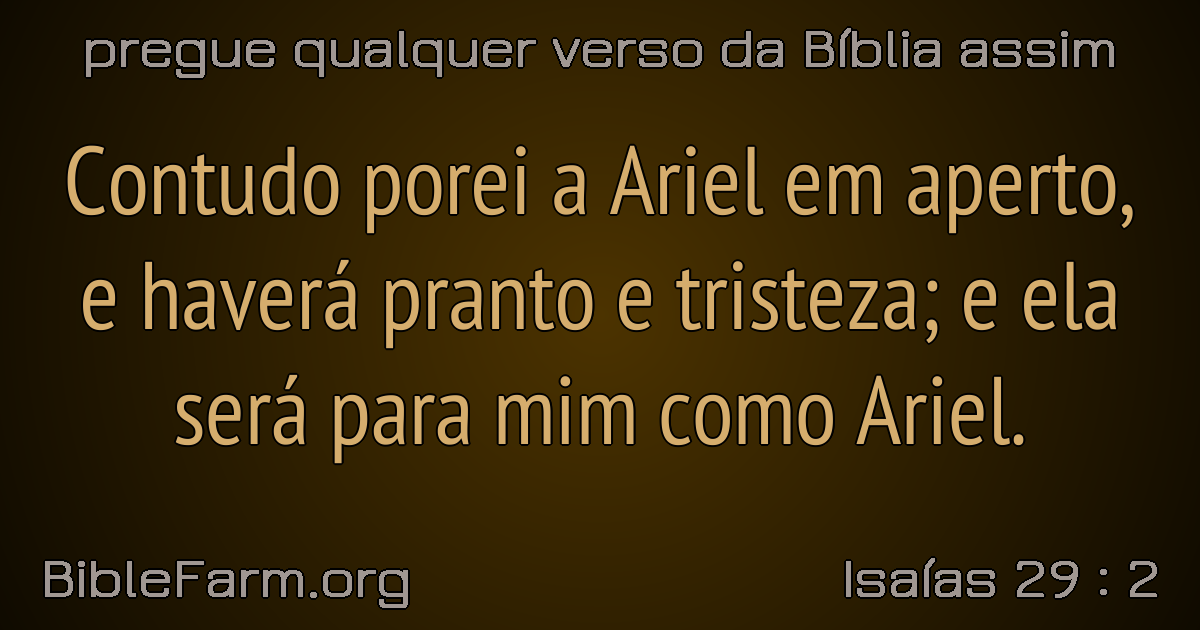 pregue qualquer verso da Bíblia assim
Contudo porei a Ariel em aperto,
e haverá pranto e tristeza; e ela
será para mim como Ariel.
BibleFarm.org
Isaías 29 : 2